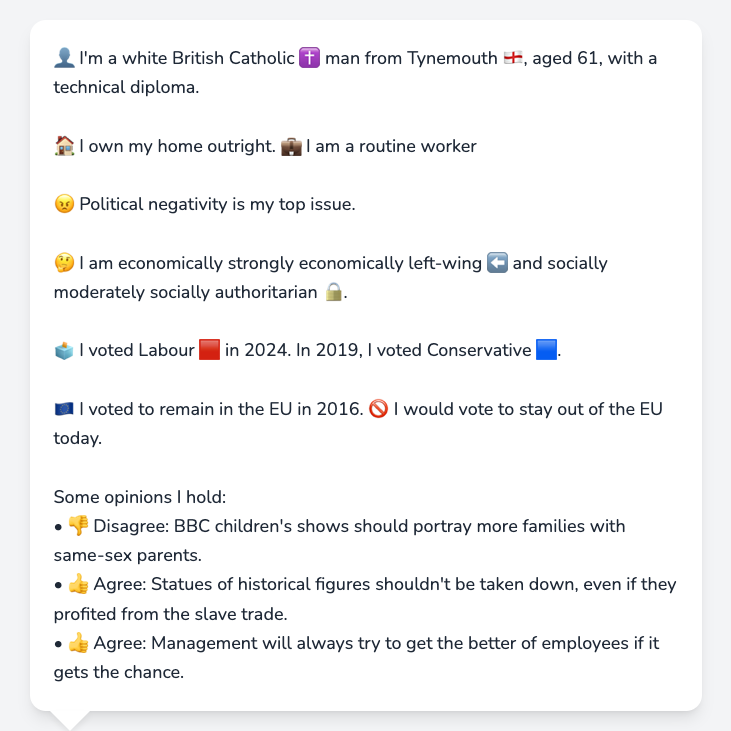 👤 I'm a white British Catholic ✝️ man from Tynemouth 🏴󠁧󠁢󠁥󠁮󠁧󠁿, aged 61, with a
technical diploma.
🏠 I own my home outright. 💼 I am a routine worker
😠 Political negativity is my top issue.
🤔 I am economically strongly economically left-wing ⬅️ and socially
moderately socially authoritarian 🔒.
🗳️ I voted Labour 🟥 in 2024. In 2019, I voted Conservative 🟦.
🇪🇺 I voted to remain in the EU in 2016. 🚫 I would vote to stay out of the EU
today.
Some opinions I hold:
• 👎 Disagree: BBC children's shows should portray more families with
same-sex parents.
• 👍 Agree: Statues of historical figures shouldn't be taken down, even if they
profited from the slave trade.
• 👍 Agree: Management will always try to get the better of employees if it
gets the chance.